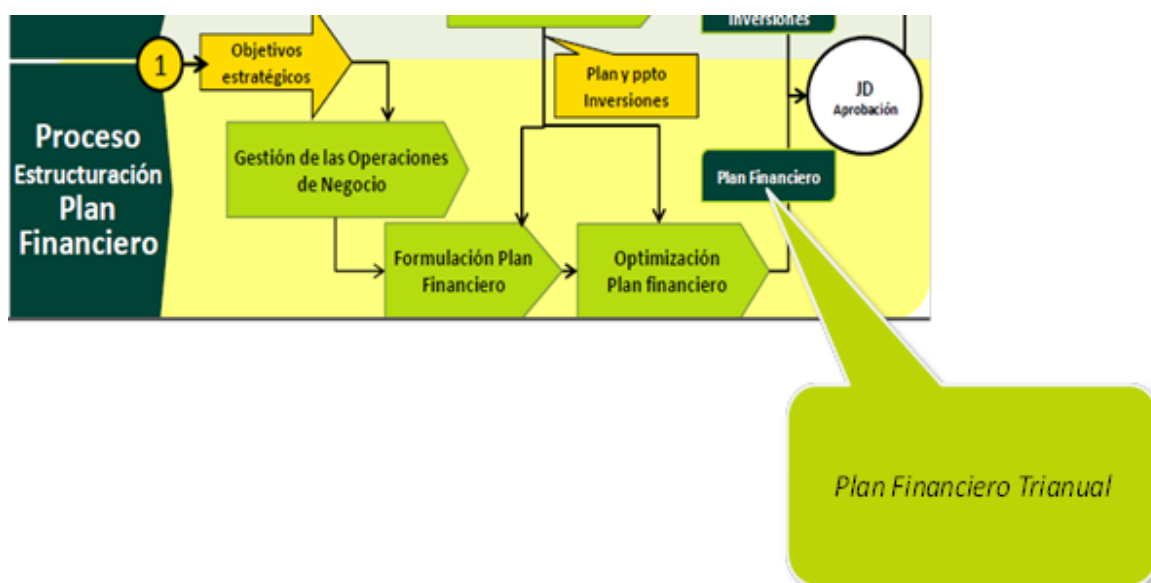 Inversiones
1
Objetivos
estratégicos
Plan y ppto
Inversiones
JD
Aprobación
Proceso
Estructuración
Plan
Financiero
Gestión de las Operaciones
de Negocio
Plan Financiero
Formulación Plan
Financiero
Optimización
Plan financiero
Plan Financiero Trianual